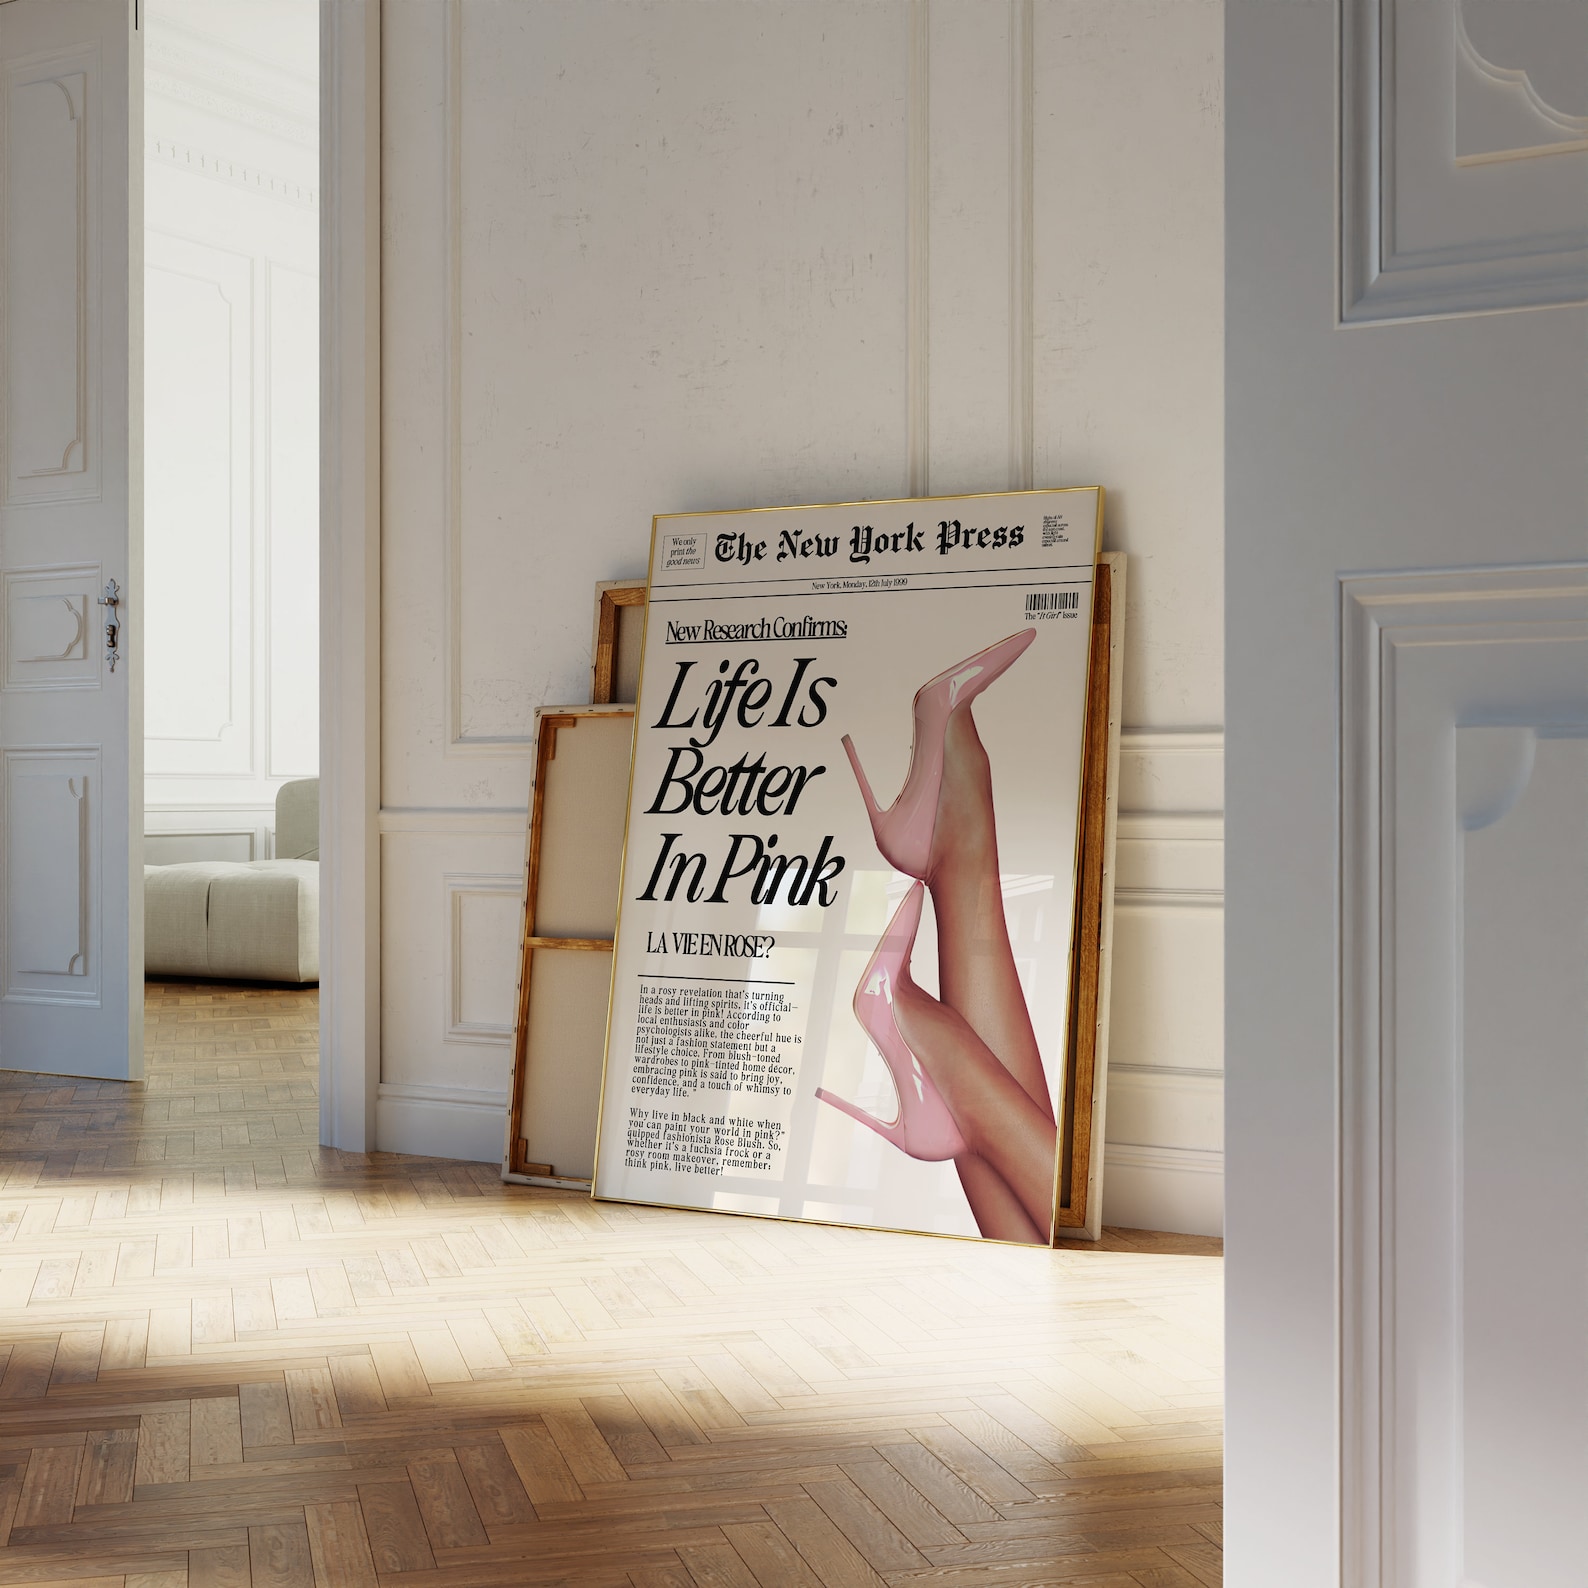 We only
print the
good news
The New York Press
New York, Monday, 12th July 1999
The "It Girl" Issue
New Research Confirms:
Life Is
Better
In Pink
LA VIE EN ROSE?
In a rosy revelation that's turning
heads and lifting spirits, it's official—
life is better in pink! According to
local enthusiasts and color
psychologists alike, the cheerful hue is
not just a fashion statement but a
lifestyle choice. From blush-toned
wardrobes to pink-tinted home décor,
embracing pink is said to bring joy,
confidence, and a touch of whimsy to
everyday life. "
Why live in black and white when
you can paint your world in pink?"
quipped fashionista Rose Blush. So,
whether it's a fuchsia frock or a
rosy room makeover, remember:
think pink, live better!